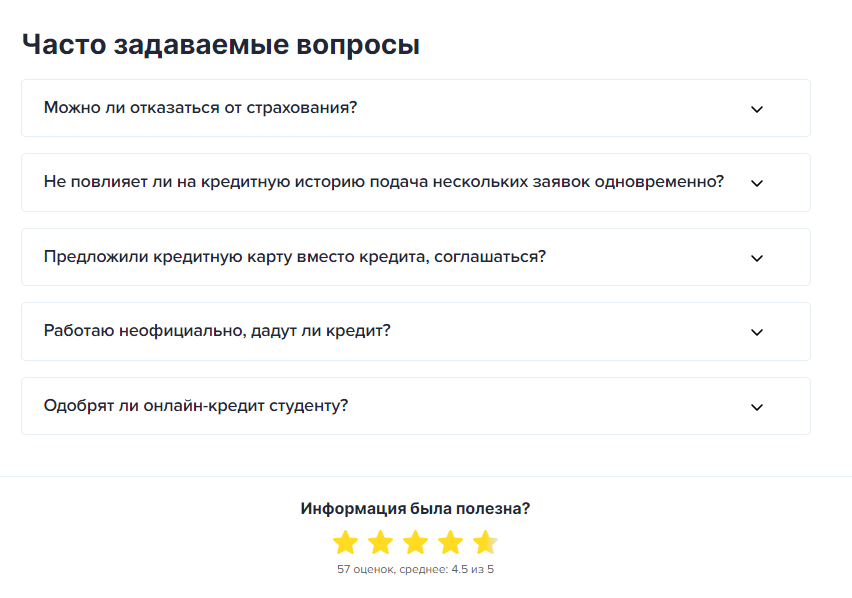 Часто задаваемые вопросы
Можно ли отказаться от страхования?
Не повлияет ли на кредитную историю подача нескольких заявок одновременно?
Предложили кредитную карту вместо кредита, соглашаться?
Работаю неофициально, дадут ли кредит?
Одобрят ли онлайн-кредит студенту?
Информация была полезна?
57 оценок, среднее: 4.5 из 5